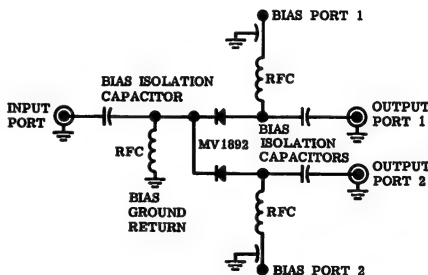 BIAS PORT 1
RFC
BIAS ISOLATION
CAPACITOR
INPUT
PORT
OUTPUT
PORT 1
RFC
MV1892
BIAS
ISOLATION
CAPACITORS
OUTPUT
PORT 2
BIAS
GROUND
RETURN
RFC
BIAS PORT 2